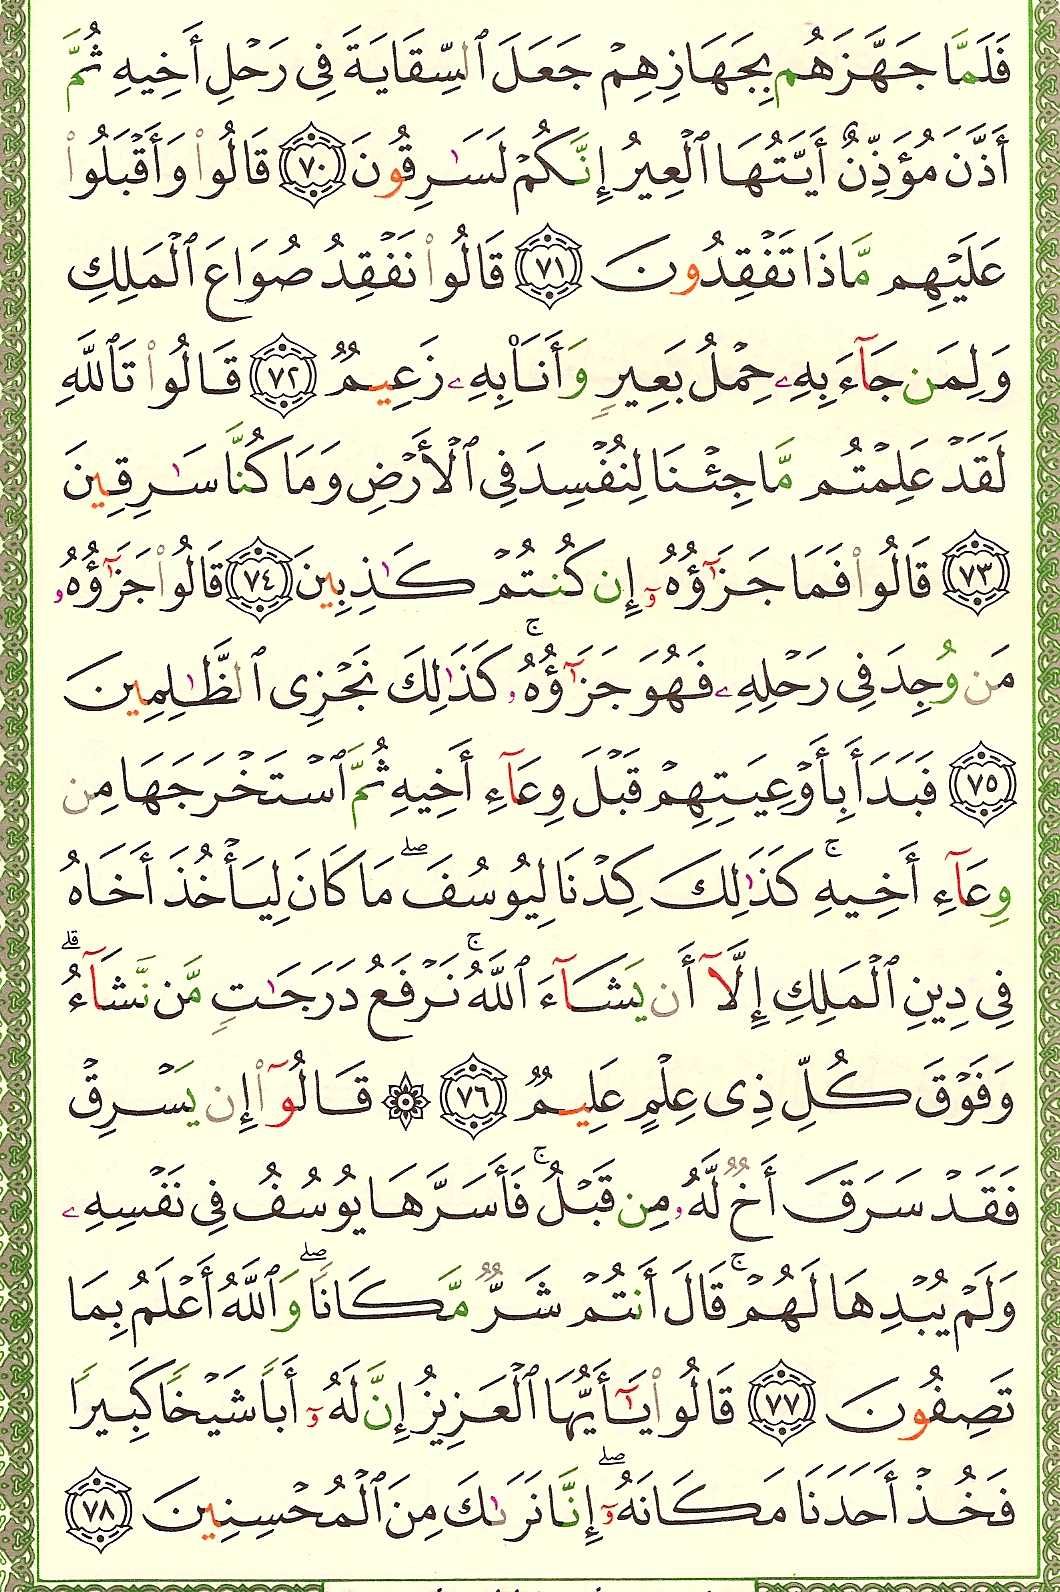 فَلَمَّا جَهَّزَهُم بِجَهَازِهِمْ جَعَلَ ٱلسِّقَايَةَ فِى رَحْلِ أَخِيهِ ثُمَّ
أَذَّنَ مُؤَذِّنٌ أَيَّتُهَا ٱلْعِيرُ إِنَّكُمْ لَسَـٰرِقُونَ ﴿٧٠﴾ قَالُوا۟ وَأَقْبَلُوا۟
عَلَيْهِم مَّاذَا تَفْقِدُونَ ﴿٧١﴾ قَالُوا۟ نَفْقِدُ صُوَاعَ ٱلْمَلِكِ
وَلِمَن جَآءَ بِهِۦ حِمْلُ بَعِيرٍ وَأَنَا۠ بِهِۦ زَعِيمٌ ﴿٧٢﴾ قَالُوا۟ تَٱللَّهِ
لَقَدْ عَلِمْتُم مَّا جِئْنَا لِنُفْسِدَ فِى ٱلْأَرْضِ وَمَا كُنَّا سَـٰرِقِينَ
﴿٧٣﴾ قَالُوا۟ فَمَا جَزَٰٓؤُهُۥٓ إِن كُنتُمْ كَـٰذِبِينَ ﴿٧٤﴾ قَالُوا۟ جَزَٰٓؤُهُۥ
مَن وُجِدَ فِى رَحْلِهِۦ فَهُوَ جَزَٰٓؤُهُۥ ۚ كَذَٰلِكَ نَجْزِى ٱلظَّـٰلِمِينَ
﴿٧٥﴾ فَبَدَأَ بِأَوْعِيَتِهِمْ قَبْلَ وِعَآءِ أَخِيهِ ثُمَّ ٱسْتَخْرَجَهَا مِن
وِعَآءِ أَخِيهِ ۚ كَذَٰلِكَ كِدْنَا لِيُوسُفَ ۖ مَا كَانَ لِيَأْخُذَ أَخَاهُ
فِى دِينِ ٱلْمَلِكِ إِلَّآ أَن يَشَآءَ ٱللَّهُ ۚ نَرْفَعُ دَرَجَـٰتٍ مَّن نَّشَآءُ ۗ
وَفَوْقَ كُلِّ ذِى عِلْمٍ عَلِيمٌ ﴿٧٦﴾ ۞ قَالُوٓا۟ إِن يَسْرِقْ
فَقَدْ سَرَقَ أَخٌ لَّهُۥ مِن قَبْلُ ۚ فَأَسَرَّهَا يُوسُفُ فِى نَفْسِهِۦ
وَلَمْ يُبْدِهَا لَهُمْ ۚ قَالَ أَنتُمْ شَرٌّ مَّكَانًا ۖ وَٱللَّهُ أَعْلَمُ بِمَا
تَصِفُونَ ﴿٧٧﴾ قَالُوا۟ يَـٰٓأَيُّهَا ٱلْعَزِيزُ إِنَّ لَهُۥٓ أَبًا شَيْخًا كَبِيرًا
فَخُذْ أَحَدَنَا مَكَانَهُۥٓ ۖ إِنَّا نَرَىٰكَ مِنَ ٱلْمُحْسِنِينَ ﴿٧٨﴾